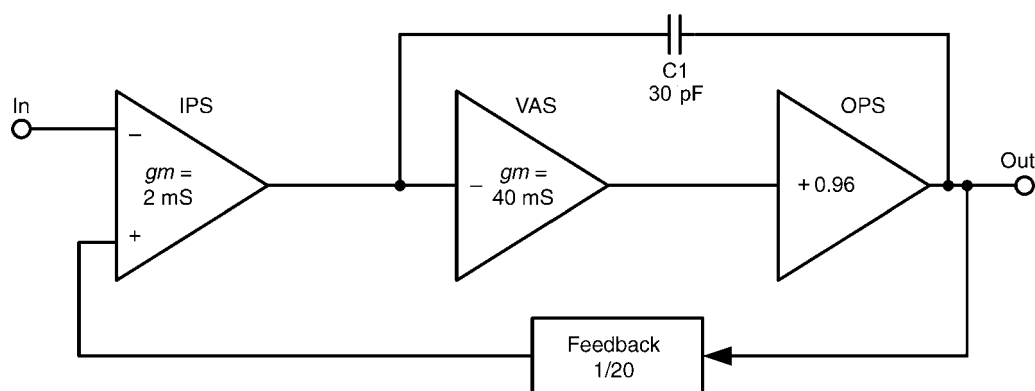 C1
30 pF
In
IPS
VAS
OPS
Out
−
gm =
2 mS
+
−
gm =
40 mS
+ 0.96
Feedback
1/20